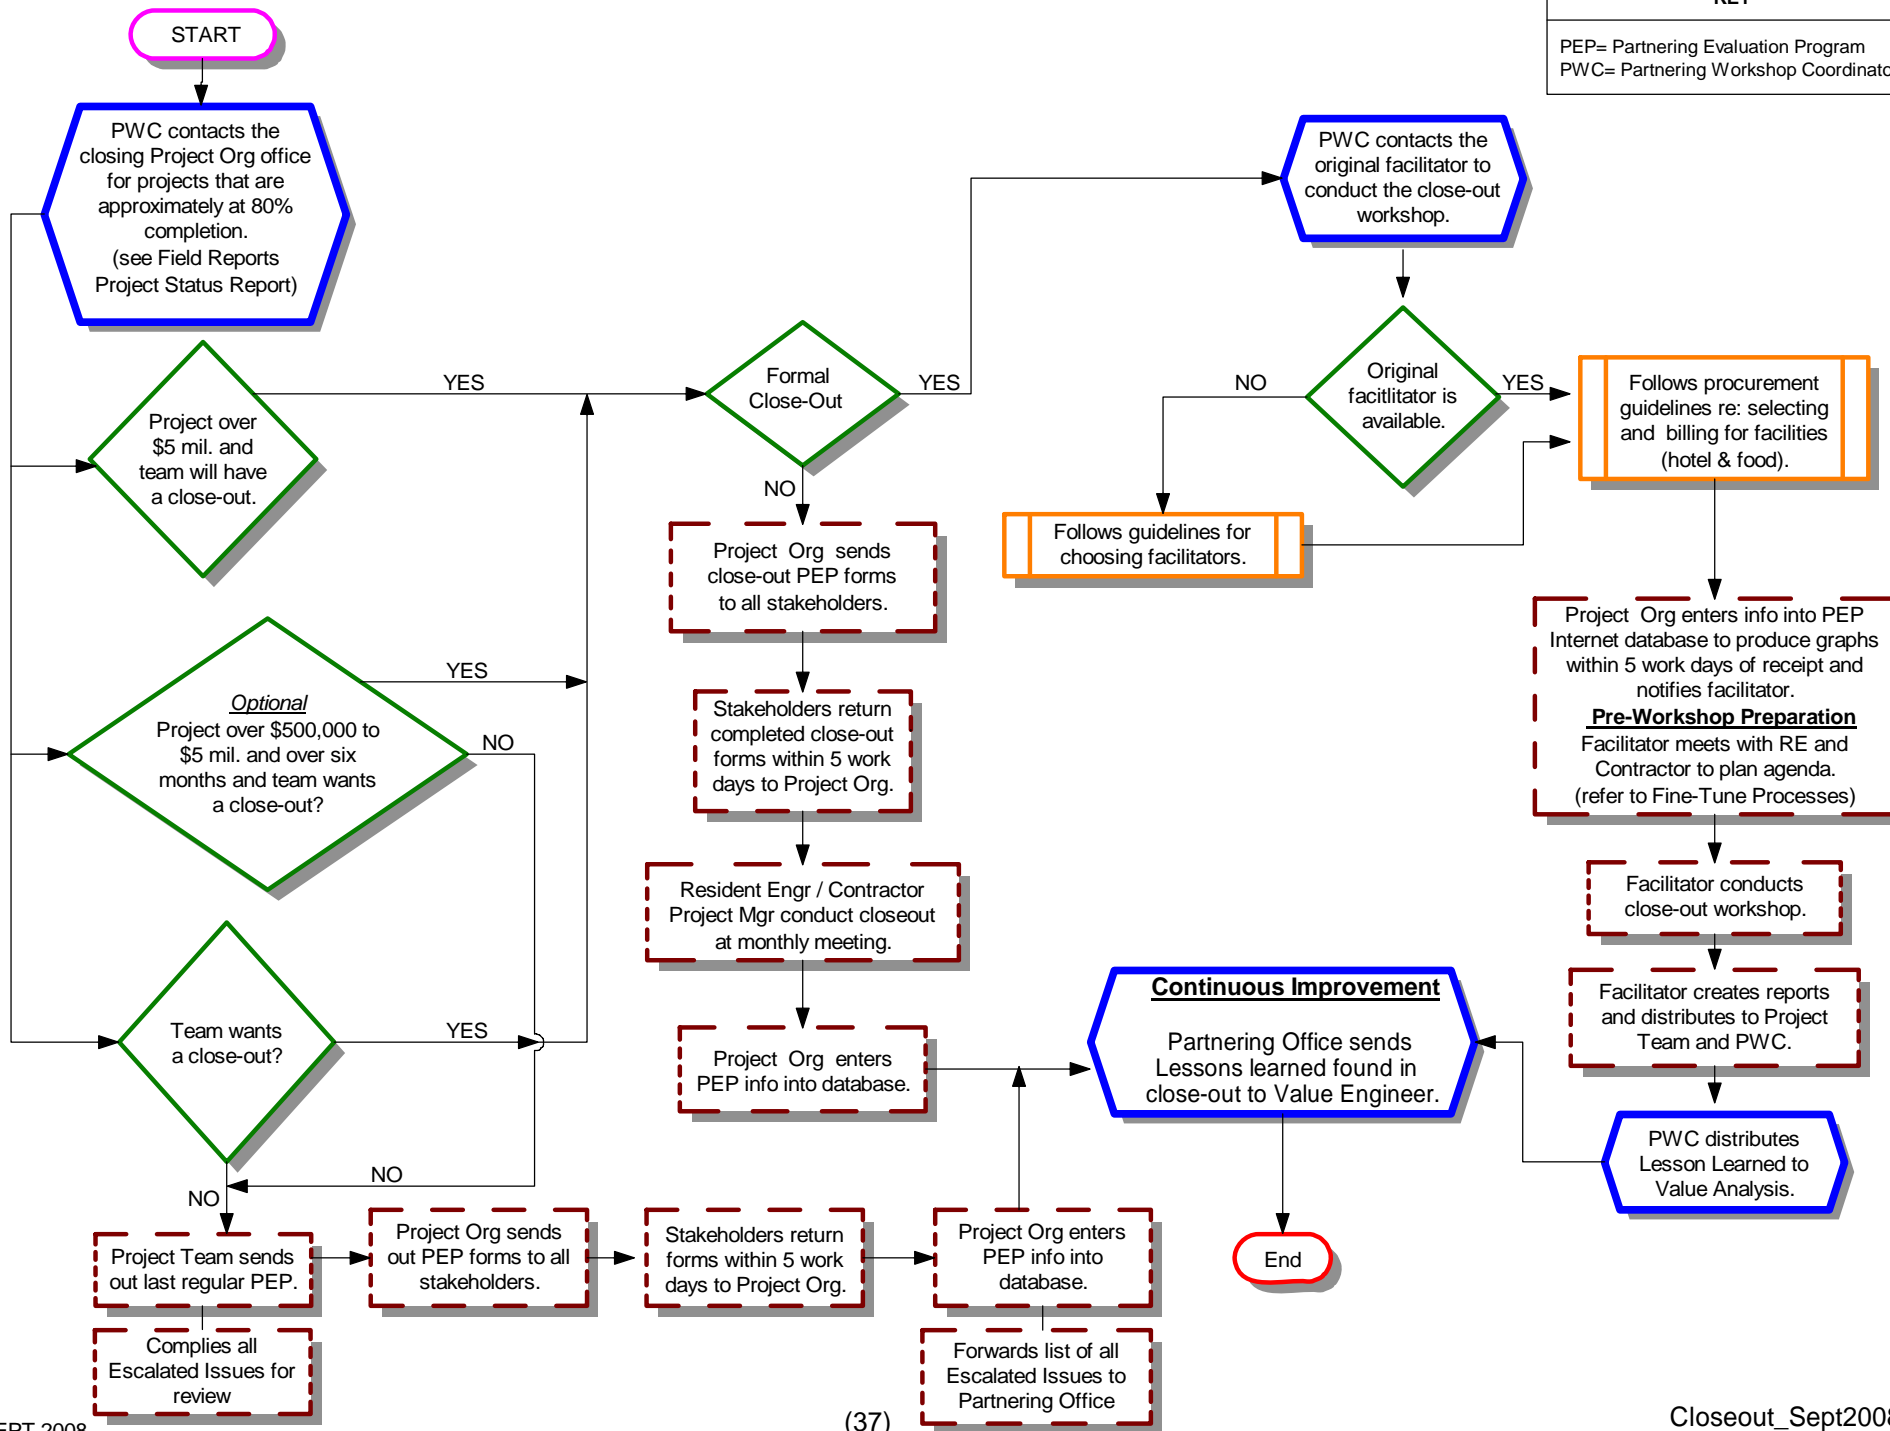 START
KEY
PEP= Partnering Evaluation Program
PWC= Partnering Workshop Coordinato
PWC contacts the
closing Project Org office
for projects that are
approximately at 80%
completion.
(see Field Reports
Project Status Report)
PWC contacts the
original facilitator to
conduct the close-out
workshop.
Project over
$5 mil. and
team will have
a close-out.
YES
Formal
Close-Out
YES
NO
Original
facitlitator is
available.
NO
YES
Follows procurement
guidelines re: selecting
and billing for facilities
(hotel & food).
Follows guidelines for
choosing facilitators.
Project Org sends
close-out PEP forms
to all stakeholders.
Optional
Project over $500,000 to
$5 mil. and over six
months and team wants
a close-out?
YES
NO
Stakeholders return
completed close-out
forms within 5 work
days to Project Org.
Project Org enters info into PEP
Internet database to produce graphs
within 5 work days of receipt and
notifies facilitator.
Pre-Workshop Preparation
Facilitator meets with RE and
Contractor to plan agenda.
(refer to Fine-Tune Processes)
Resident Engr / Contractor
Project Mgr conduct closeout
at monthly meeting.
Facilitator conducts
close-out workshop.
Team wants
a close-out?
YES
NO
NO
Project Org enters
PEP info into database.
Continuous Improvement
Partnering Office sends
Lessons learned found in
close-out to Value Engineer.
Facilitator creates reports
and distributes to Project
Team and PWC.
PWC distributes
Lesson Learned to
Value Analysis.
Project Team sends
out last regular PEP.
Project Org sends
out PEP forms to all
stakeholders.
Stakeholders return
forms within 5 work
days to Project Org.
Project Org enters
PEP info into
database.
End
Complies all
Escalated Issues for
review
Forwards list of all
Escalated Issues to
Partnering Office
EPT 2008
(37)
Closeout_Sept2008